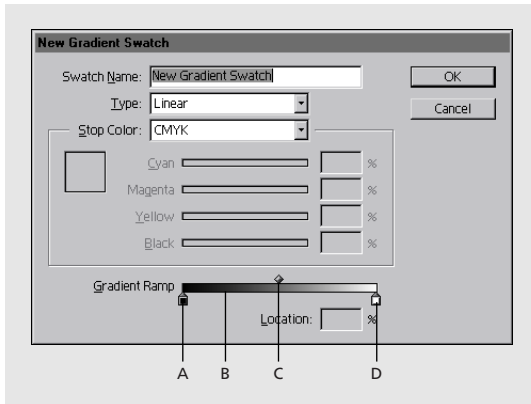 New Gradient Swatch
Swatch Name: New Gradient Swatch
OK
Type: Linear
Cancel
Stop Color: CMYK
Cyan %
Magenta %
Yellow %
Black %
Gradient Ramp
Location: %
A B C D